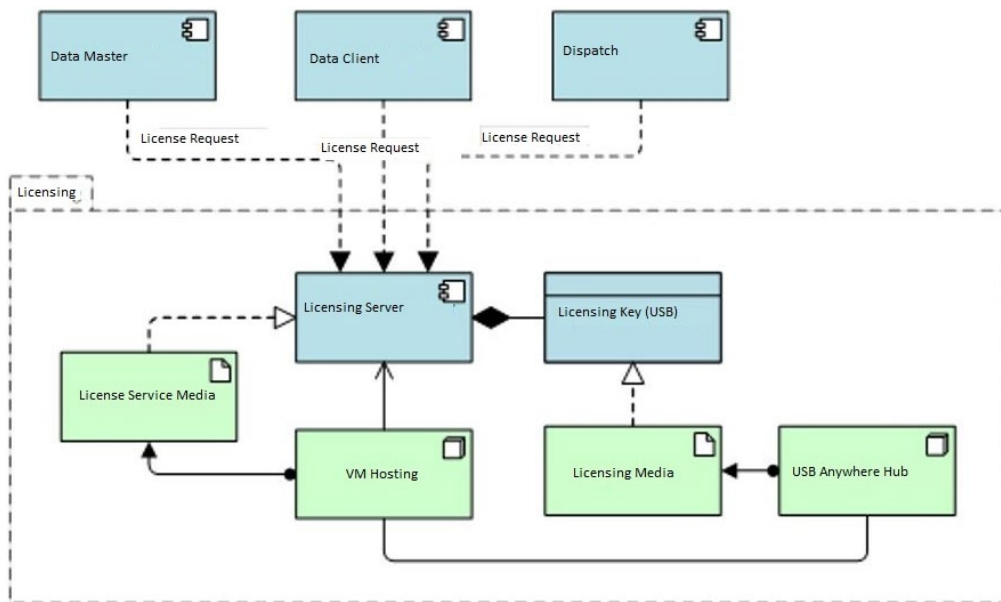 Data Master
Data Client
Dispatch
License Request
License Request
License Request
Licensing
Licensing Server
Licensing Key (USB)
License Service Media
VM Hosting
Licensing Media
USB Anywhere Hub